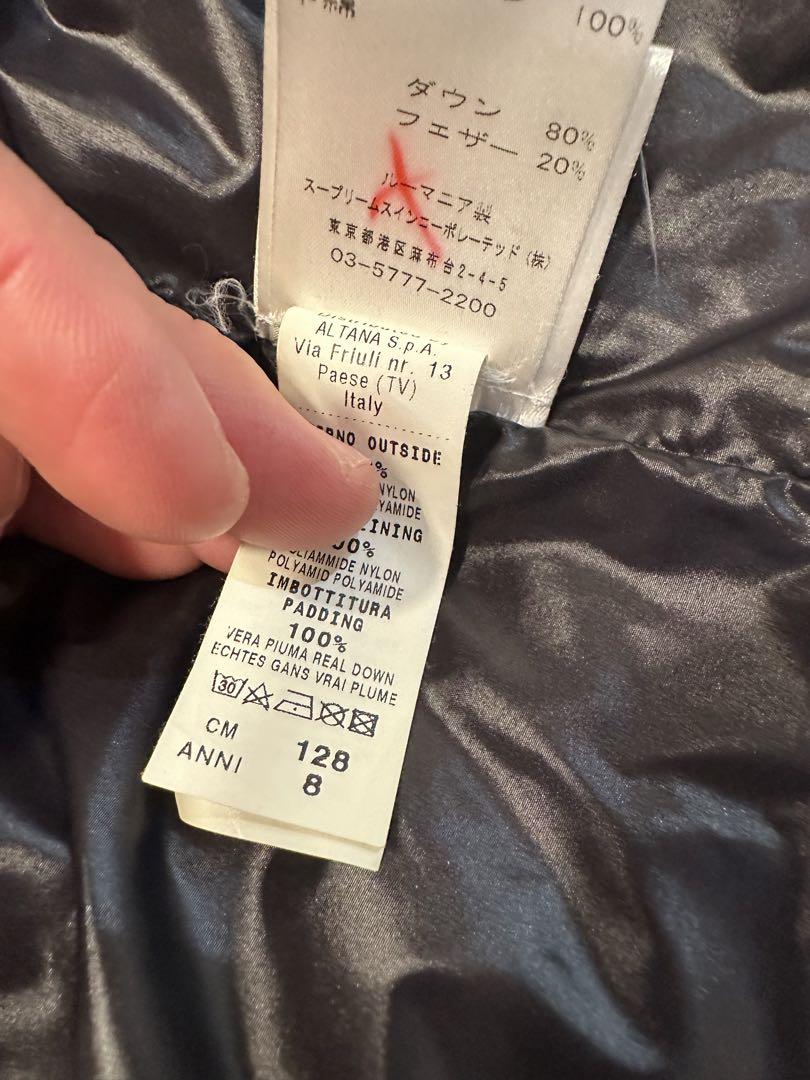 100%
ダウン 80%
フェザー 20%
ルーマニア製
スープリームスインコーポレーテッド (株)
東京都港区麻布台2-4-5
03-5777-2200
ALTANA S.p.A.
Via Friuli nr. 13
Paese (TV)
Italy
OUTSIDE
%
NYLON
LINING
%
NYLON
POLYAMID POLYAMIDE
IMBOTTITURA
PADDING
100%
VERA PIUMA REAL DOWN
ECHTES GANS VRAI PLUME
30
CM 128
ANNI 8